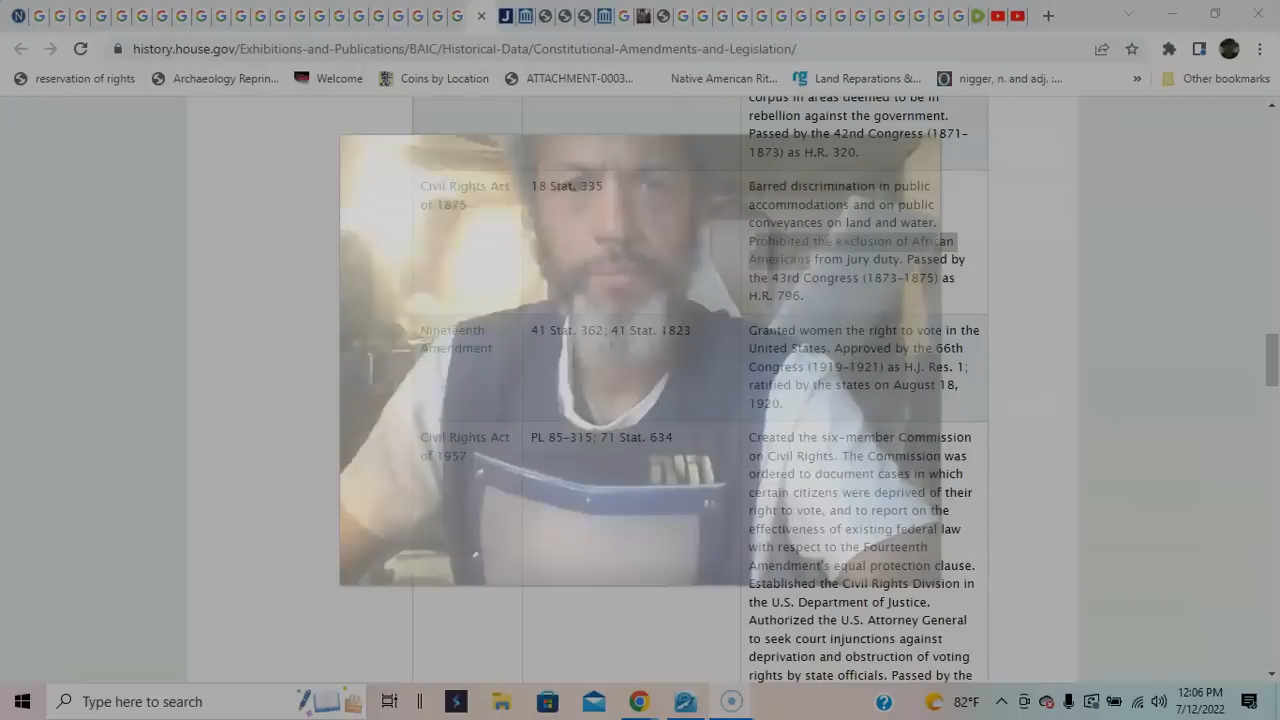 history.house.gov/Exhibitions-and-Publications/BAIC/Historical-Data/Constitutional-Amendments-and-Legislation/
reservation of rights
Archaeology Reprin...
Welcome
Coins by Location
ATTACHMENT-0003...
Native American Rit...
Land Reparations &...
nigger, n. and adj. :...
»
Other bookmarks
corpus in areas deemed to be in
rebellion against the government.
Passed by the 42nd Congress (1871–
1873) as H.R. 320.
Civil Rights Act
of 1875
18 Stat. 335
Barred discrimination in public
accommodations and on public
conveyances on land and water.
Prohibited the exclusion of African
Americans from jury duty. Passed by
the 43rd Congress (1873–1875) as
H.R. 796.
Nineteenth
Amendment
41 Stat. 362; 41 Stat. 1823
Granted women the right to vote in the
United States. Approved by the 66th
Congress (1919–1921) as H.J. Res. 1;
ratified by the states on August 18,
1920.
Civil Rights Act
of 1957
PL 85–315; 71 Stat. 634
Created the six-member Commission
on Civil Rights. The Commission was
ordered to document cases in which
certain citizens were deprived of their
right to vote, and to report on the
effectiveness of existing federal law
with respect to the Fourteenth
Amendment's equal protection clause.
Established the Civil Rights Division in
the U.S. Department of Justice.
Authorized the U.S. Attorney General
to seek court injunctions against
deprivation and obstruction of voting
rights by state officials. Passed by the
Type here to search
82°F
12:06 PM
7/12/2022